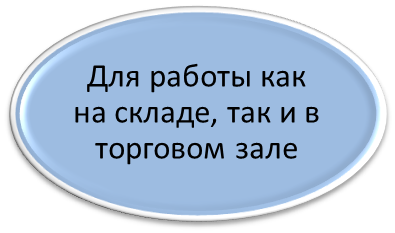 Для работы как
на складе, так и в
торговом зале